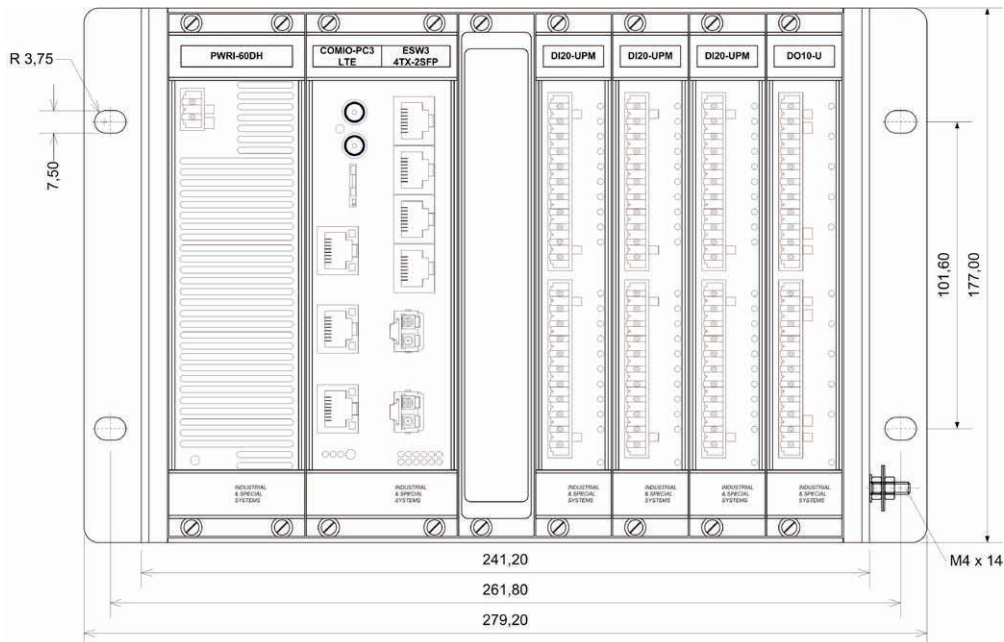 PWRI-60DH
COMIO-PC3
LTE
ESW3
4TX-2SFP
DI20-UPM
DI20-UPM
DI20-UPM
DO10-U
R 3,75
7,50
101,60
177,00
INDUSTRIAL
& SPECIAL
SYSTEMS
INDUSTRIAL
& SPECIAL
SYSTEMS
INDUSTRIAL
& SPECIAL
SYSTEMS
INDUSTRIAL
& SPECIAL
SYSTEMS
INDUSTRIAL
& SPECIAL
SYSTEMS
INDUSTRIAL
& SPECIAL
SYSTEMS
M4 x 14
241,20
261,80
279,20